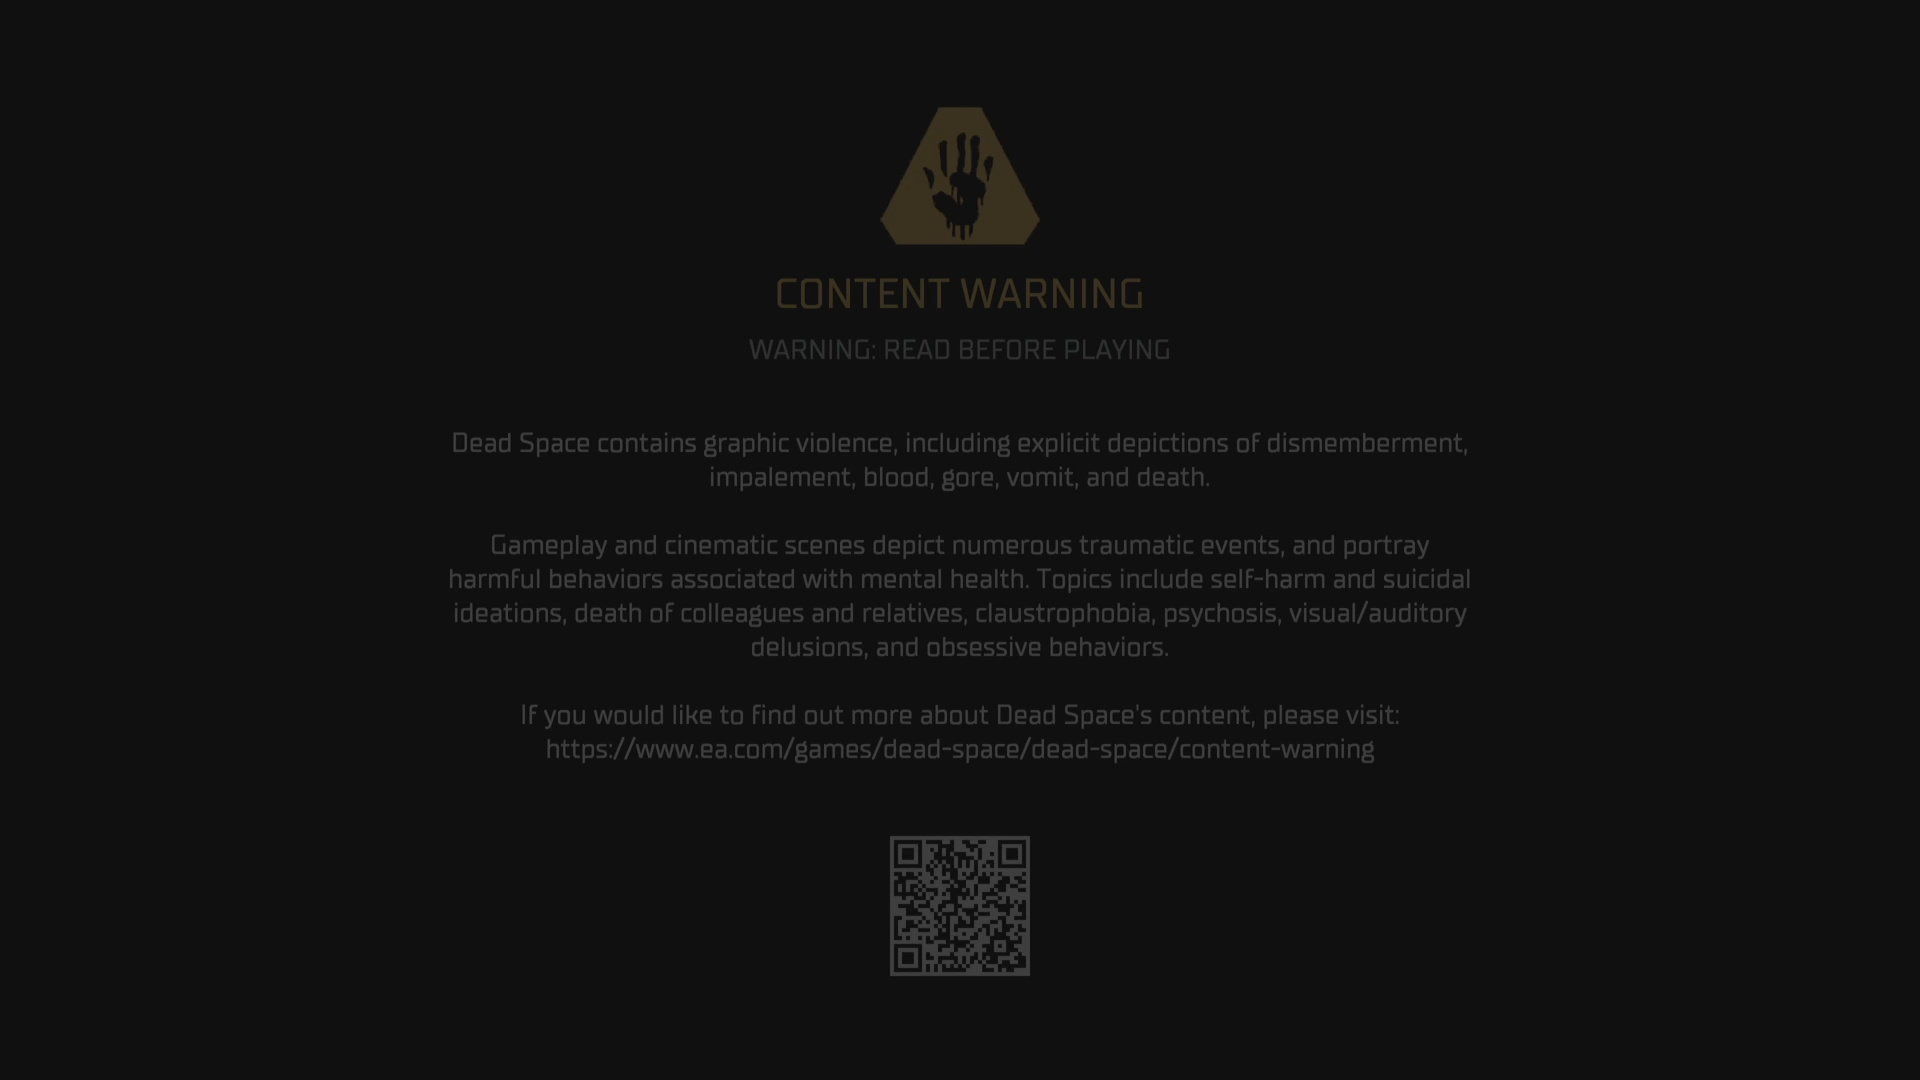 CONTENT WARNING
WARNING: READ BEFORE PLAYING
Dead Space contains graphic violence, including explicit depictions of dismemberment,
impalement, blood, gore, vomit, and death.
Gameplay and cinematic scenes depict numerous traumatic events, and portray
harmful behaviors associated with mental health. Topics include self-harm and suicidal
ideations, death of colleagues and relatives, claustrophobia, psychosis, visual/auditory
delusions, and obsessive behaviors.
If you would like to find out more about Dead Space's content, please visit:
https://www.ea.com/games/dead-space/dead-space/content-warning